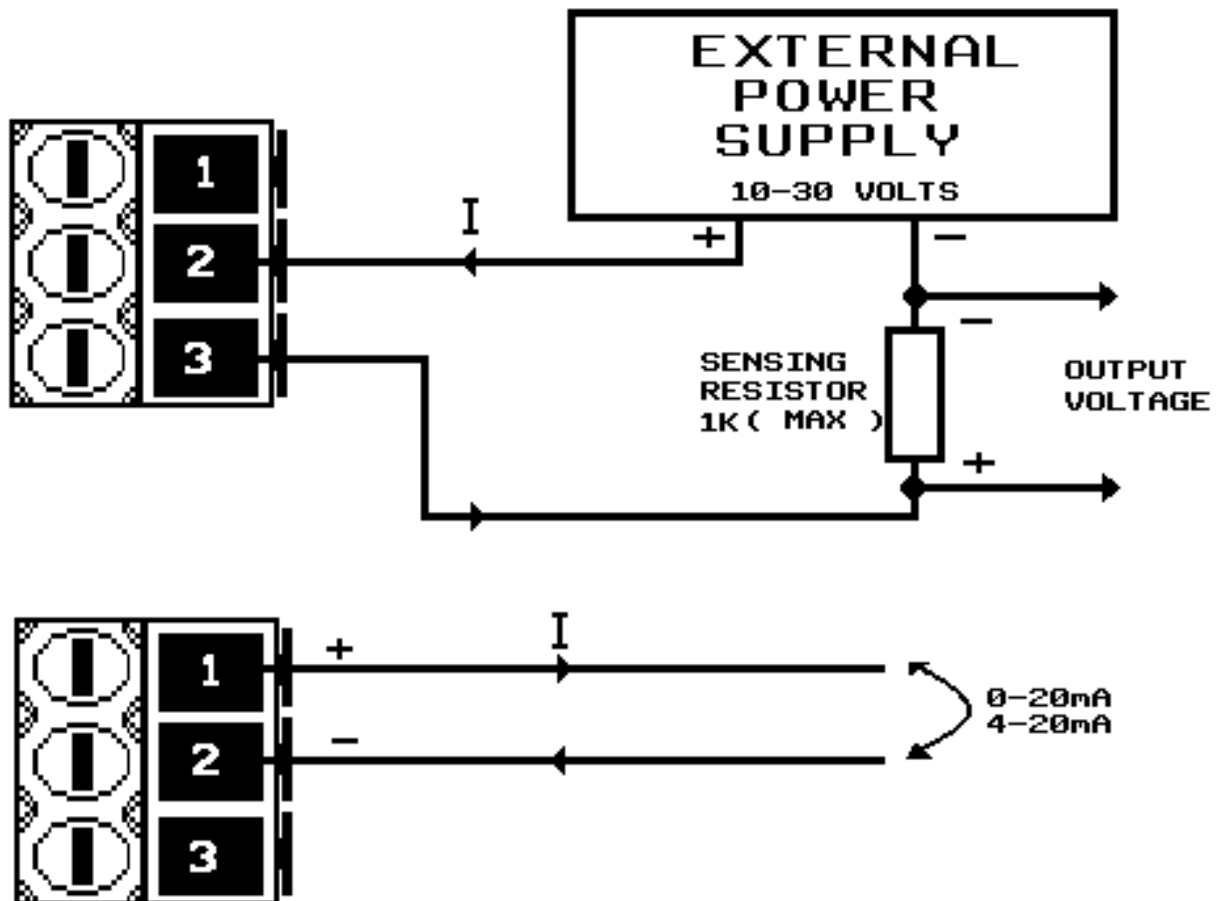 EXTERNAL
POWER
SUPPLY
10-30 VOLTS
1
2
3
I
+
-
-
SENSING
RESISTOR
1K( MAX )
OUTPUT
VOLTAGE
+
1
2
3
+
I
-
0-20mA
4-20mA